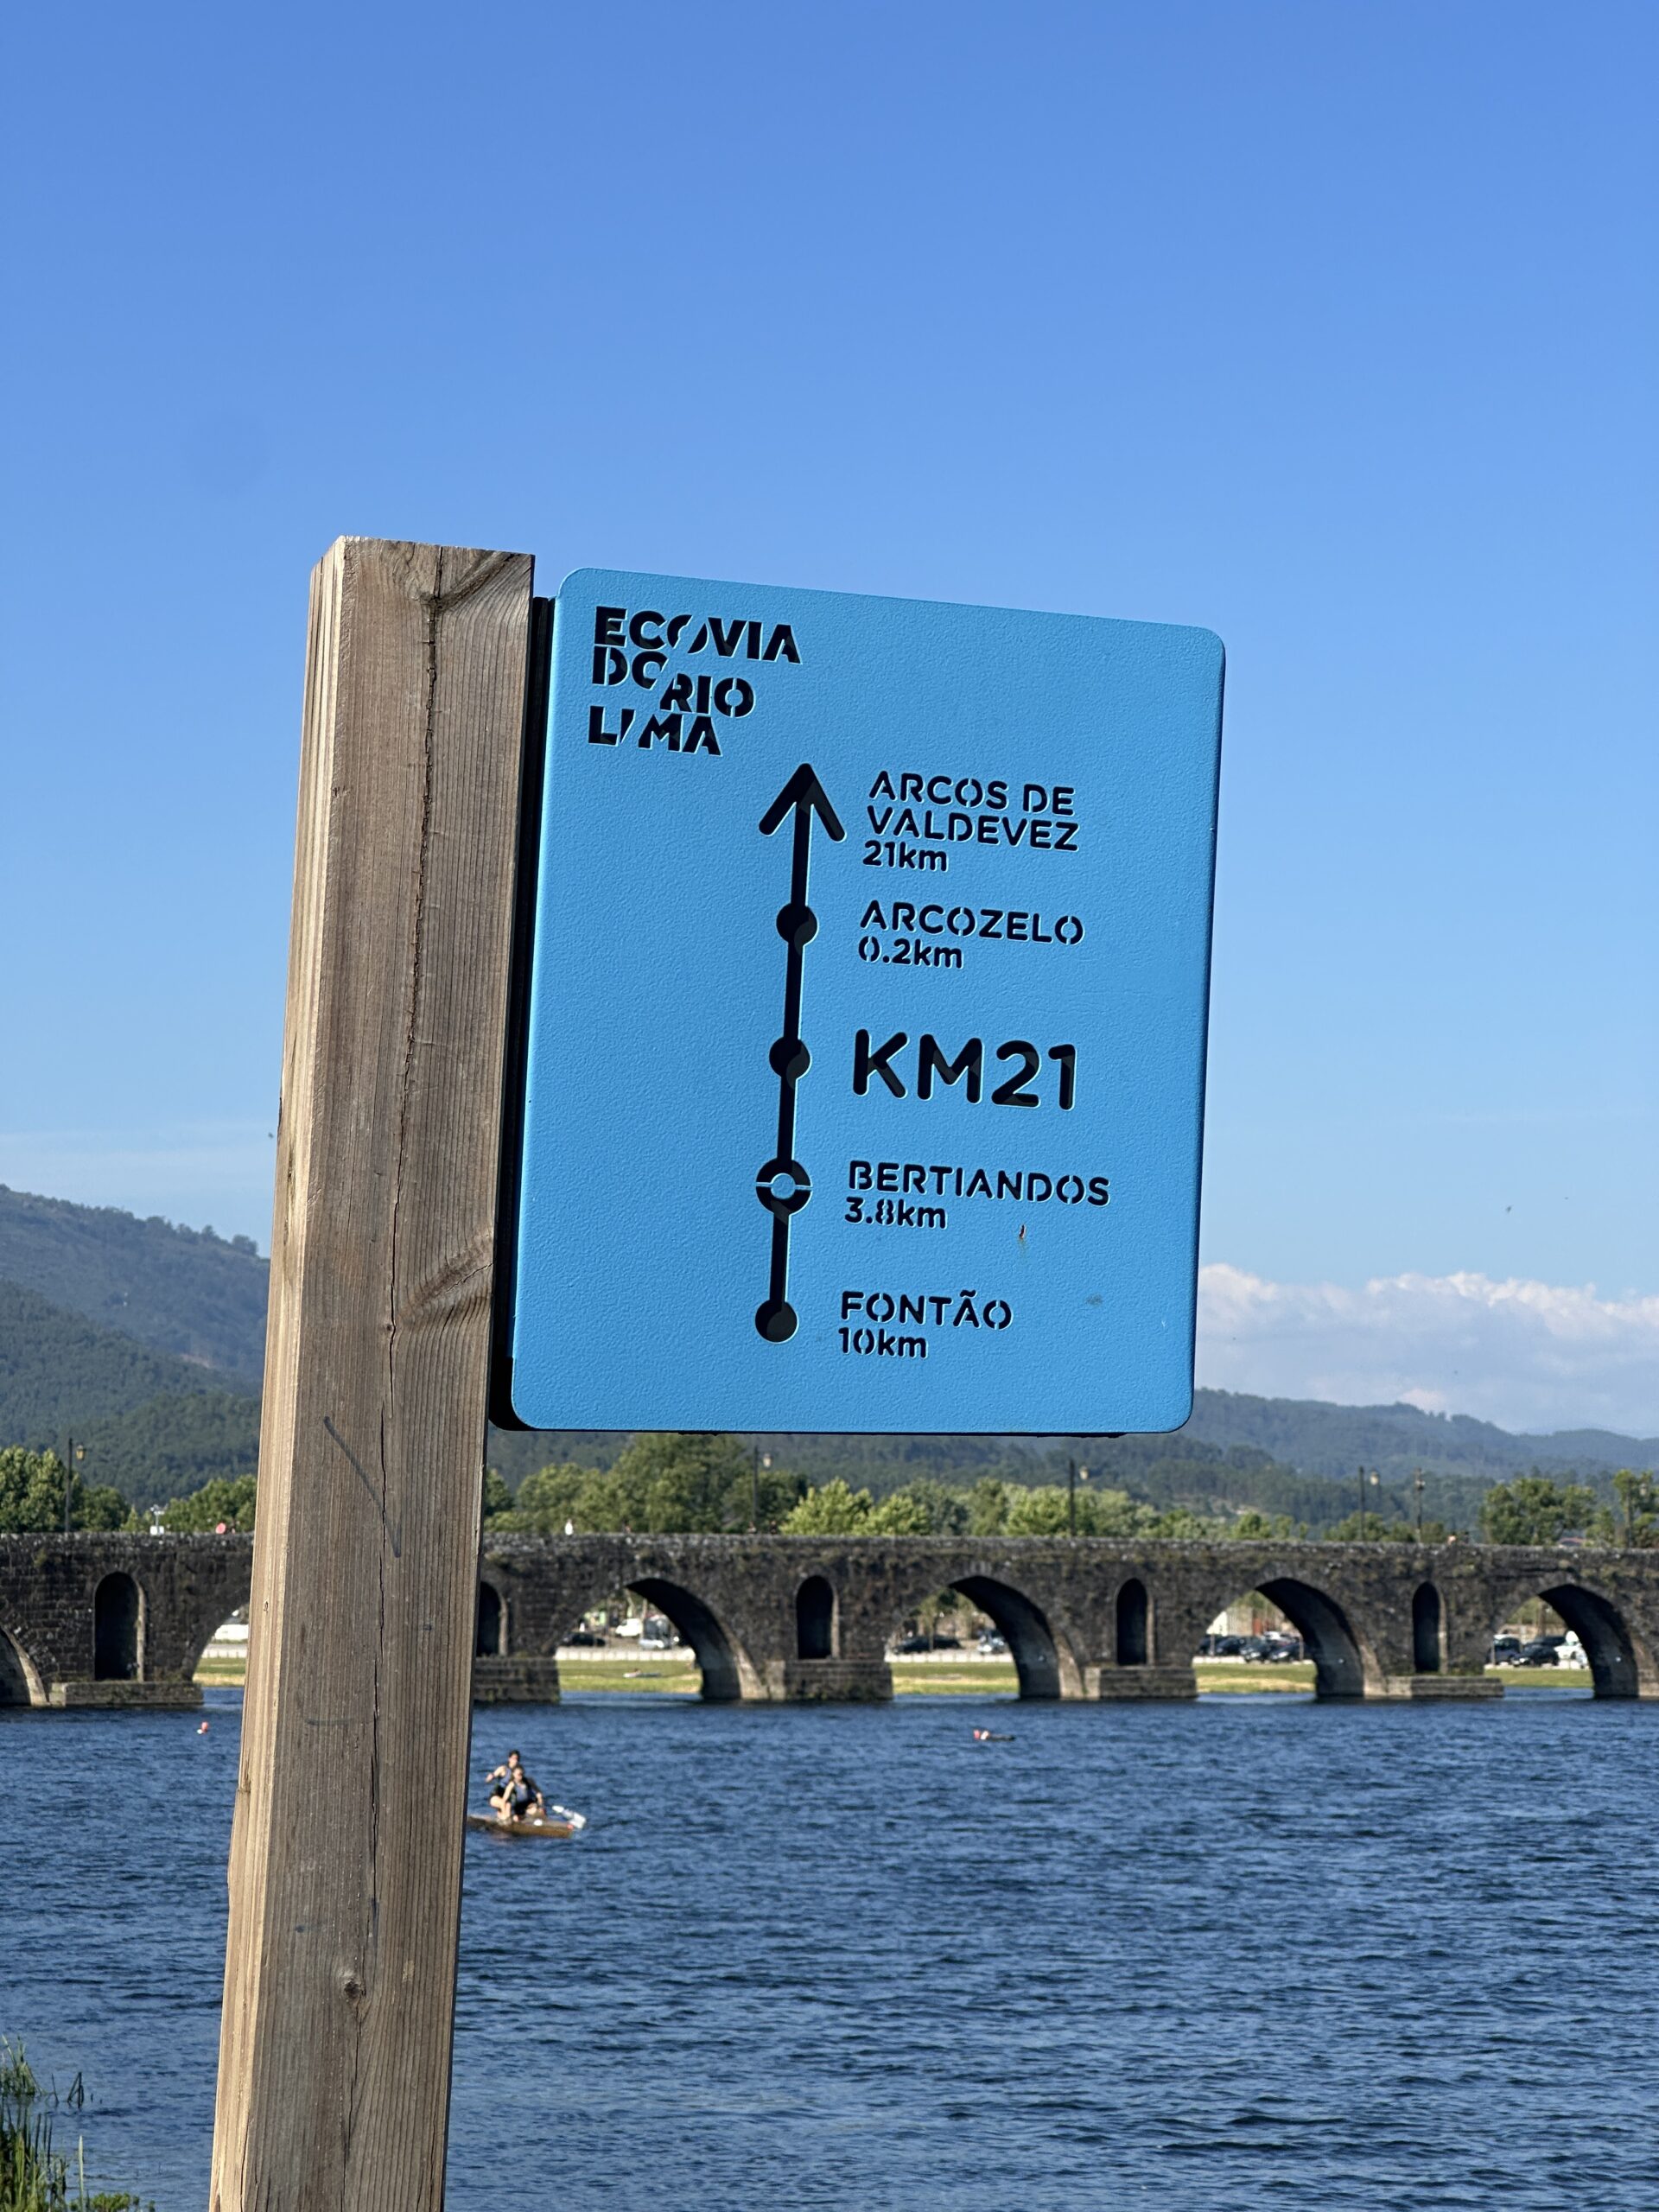 ECOVIA
DO RIO
LIMA
ARCOS DE
VALDEVEZ
21km
ARCOZELO
0.2km
KM21
BERTIANDOS
3.8km
FONTÃO
10km